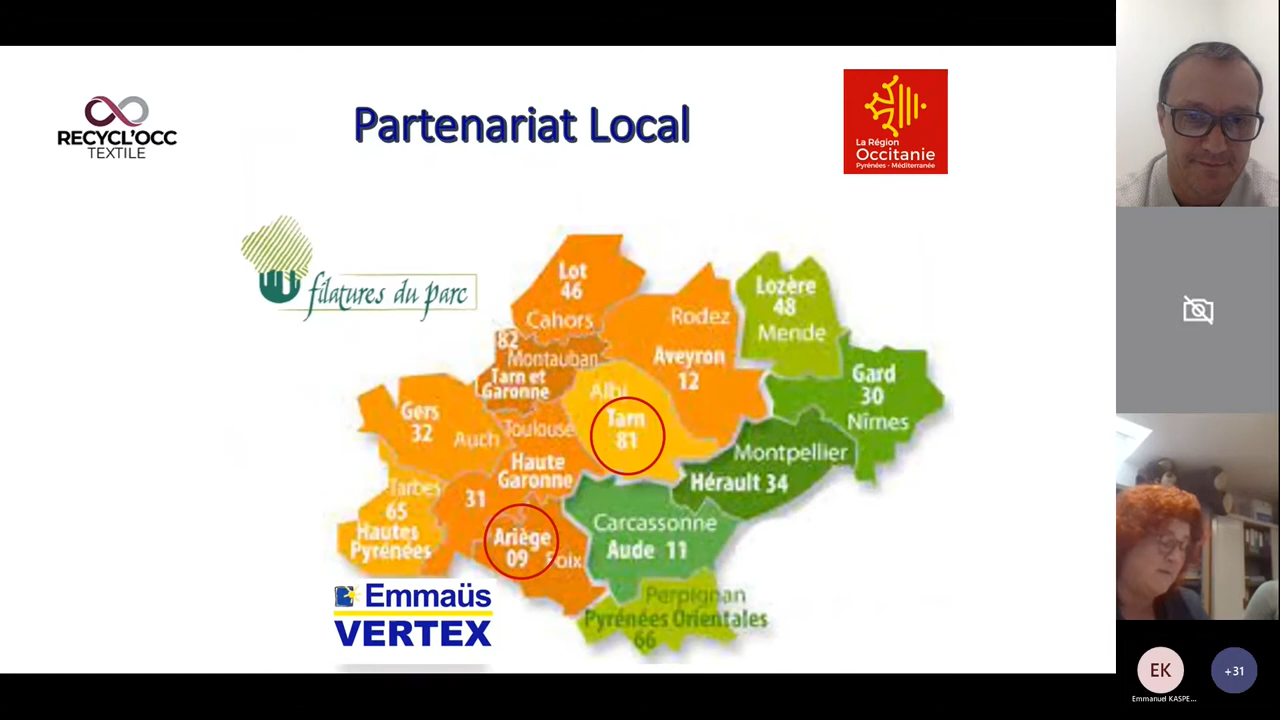 Partenariat Local
RECYCL'OCC
TEXTILE
La Région
Occitanie
Pyrénées - Méditerranée
filatures du parc
Lot
46
Cahors
Lozère
48
Mende
Rodez
Aveyron
12
82
Montauban
Tarn et
Garonne
Albi
Tarn
81
Gard
30
Nîmes
Gers
32
Auch
Toulouse
Haute
Garonne
31
Montpellier
Hérault 34
Tarbes
65
Hautes
Pyrénées
Ariège
09
Foix
Carcassonne
Aude 11
Perpignan
Pyrénées Orientales
66
Emmaüs
VERTEX
EK
+31
Emmanuel KASPE...